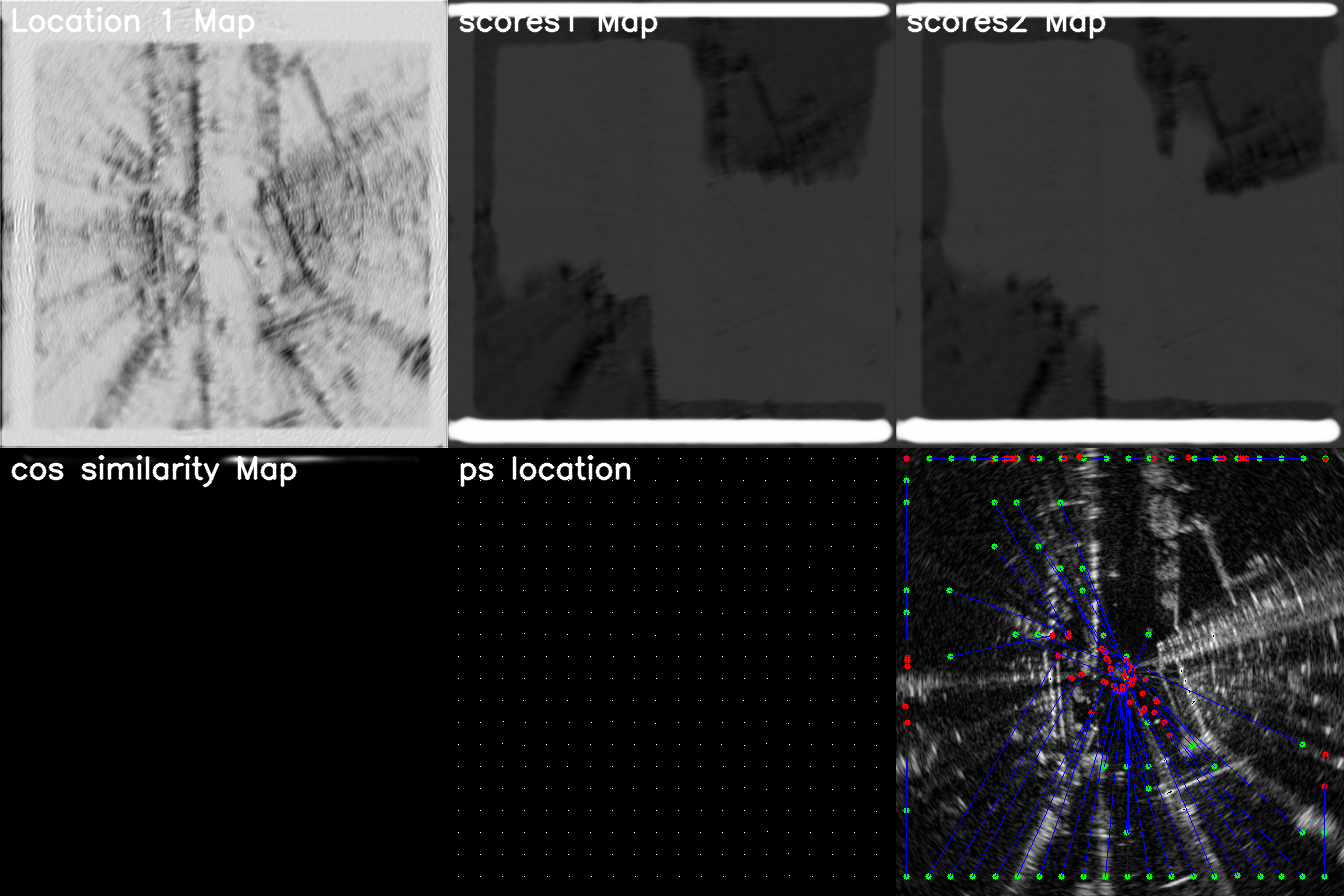 Location 1 Map
scores1 Map
scores2 Map
cos similarity Map
ps location